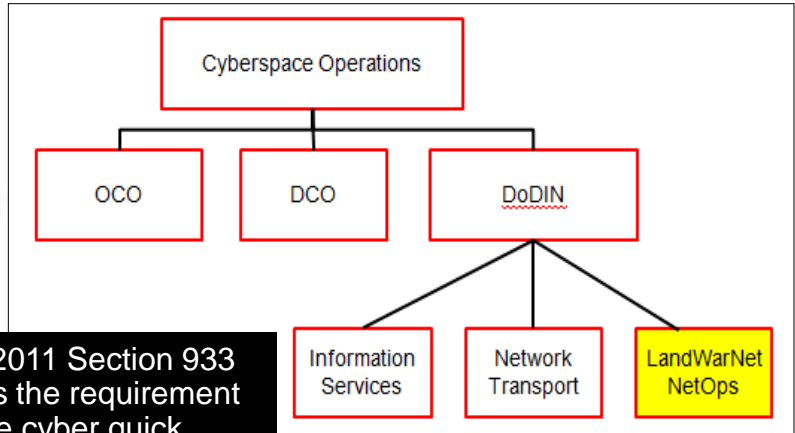 Cyberspace Operations
OCO
DCO
DoDIN
2011 Section 933
s the requirement
e cyber quick
Information
Services
Network
Transport
LandWarNet
NetOps